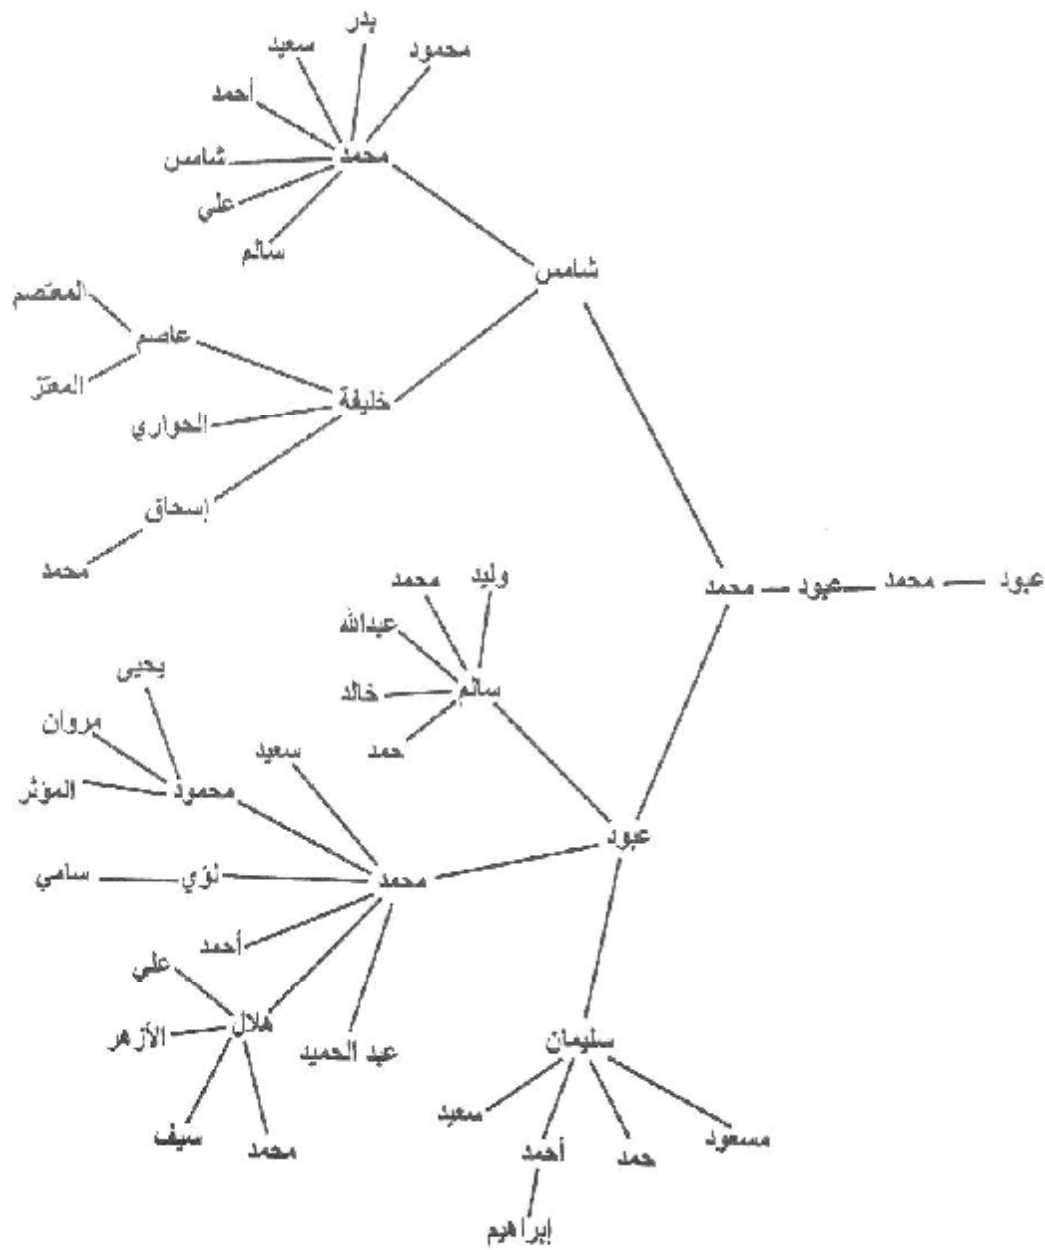 بدر
محمود
سعيد
أحمد
محمد
شامس
علي
سالم
شامس
المعتصم
عاصم
المعتز
خليفة
الحواري
إسحاق
محمد
عبود
محمد
عبود
محمد
وليد
محمد
عبدالله
سالم
خالد
حمد
يحيى
مروان
المؤثر
محمود
سعيد
عبود
محمد
لؤي
سامي
أحمد
علي
هلال
الأزهر
عبد الحميد
سيف
محمد
سليمان
سعيد
أحمد
حمد
مسعود
إبراهيم